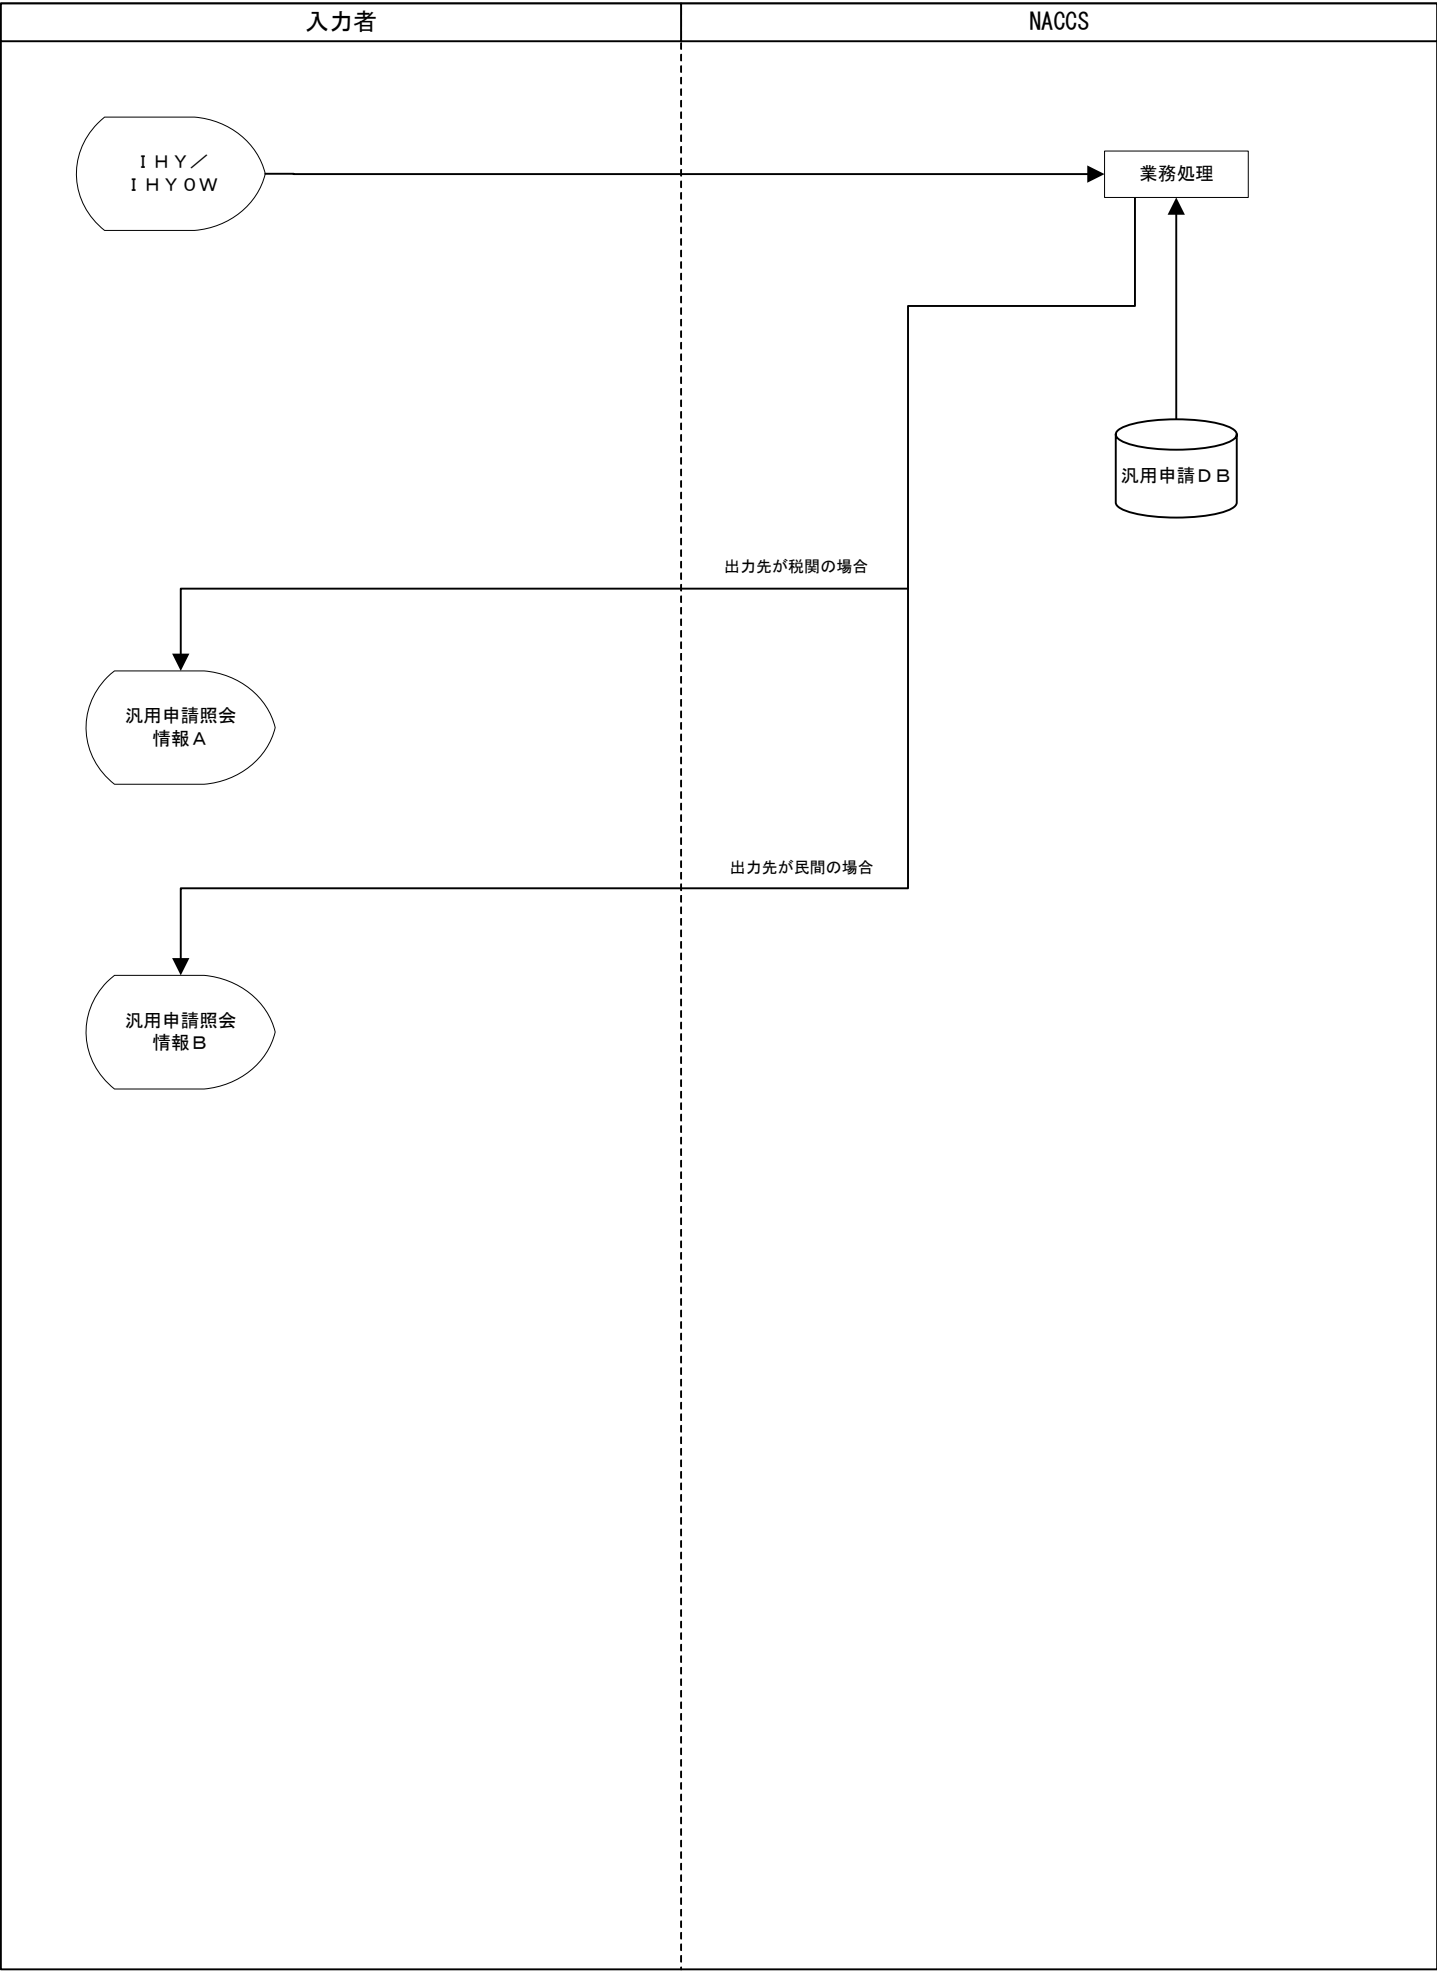 入力者
NACCS
ＩＨＹ／
ＩＨＹ０Ｗ
業務処理
汎用申請ＤＢ
出力先が税関の場合
汎用申請照会
情報Ａ
出力先が民間の場合
汎用申請照会
情報Ｂ